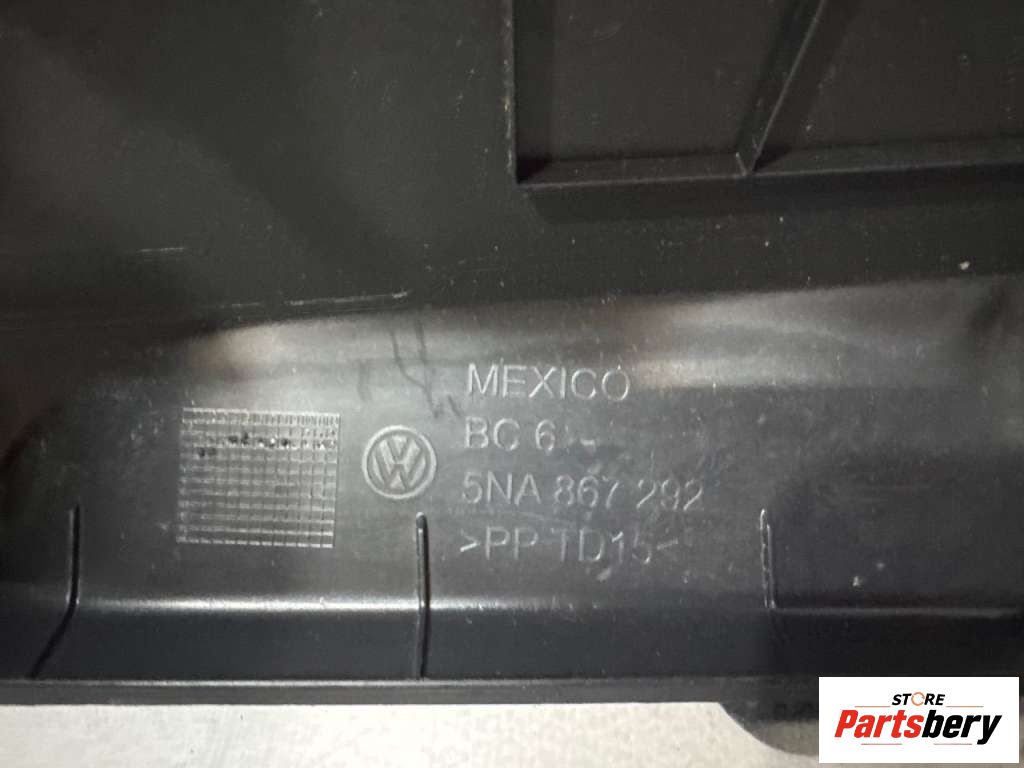 MEXICO
BC 6
5NA 867 292
>PP TD15<
STORE
Partsbery